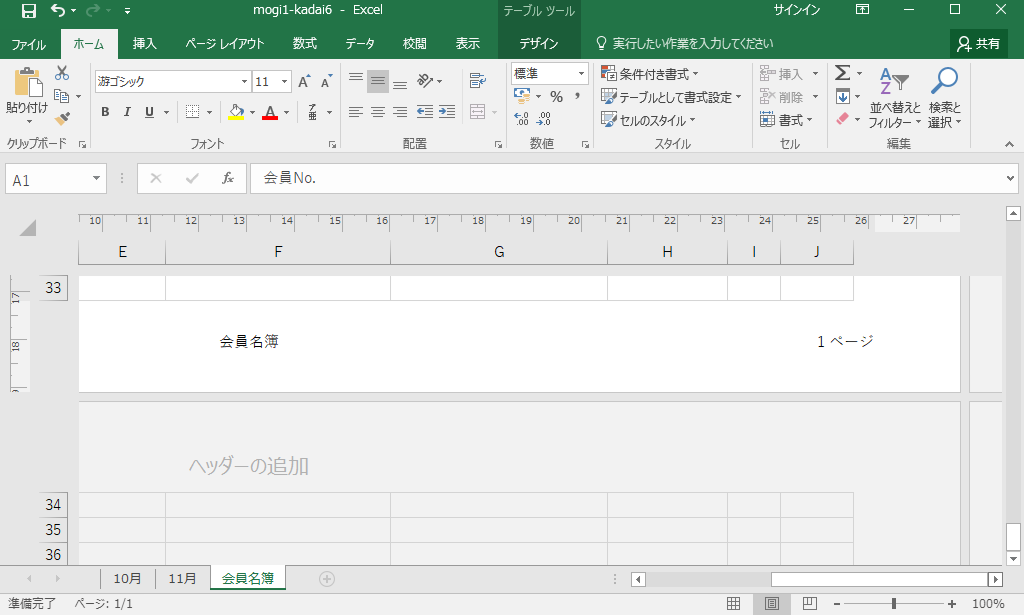 mogi1-kadai6 - Excel
テーブル ツール
サインイン
ファイル ホーム 挿入 ページ レイアウト 数式 データ 校閲 表示 デザイン 実行したい作業を入力してください 共有
貼り付け
クリップボード
游ゴシック 11 A A
B I U A 亜
フォント
配置
標準
% ,
数値
条件付き書式
テーブルとして書式設定
セルのスタイル
スタイル
挿入
削除
書式
セル
Σ
並べ替えと
フィルター
検索と
選択
編集
A1 fx 会員No.
10 11 12 13 14 15 16 17 18 19 20 21 22 23 24 25 26 27
E F G H I J
33
17
18
会員名簿 1 ページ
ヘッダーの追加
34
35
36
10月 11月 会員名簿
準備完了 ページ: 1/1 100%